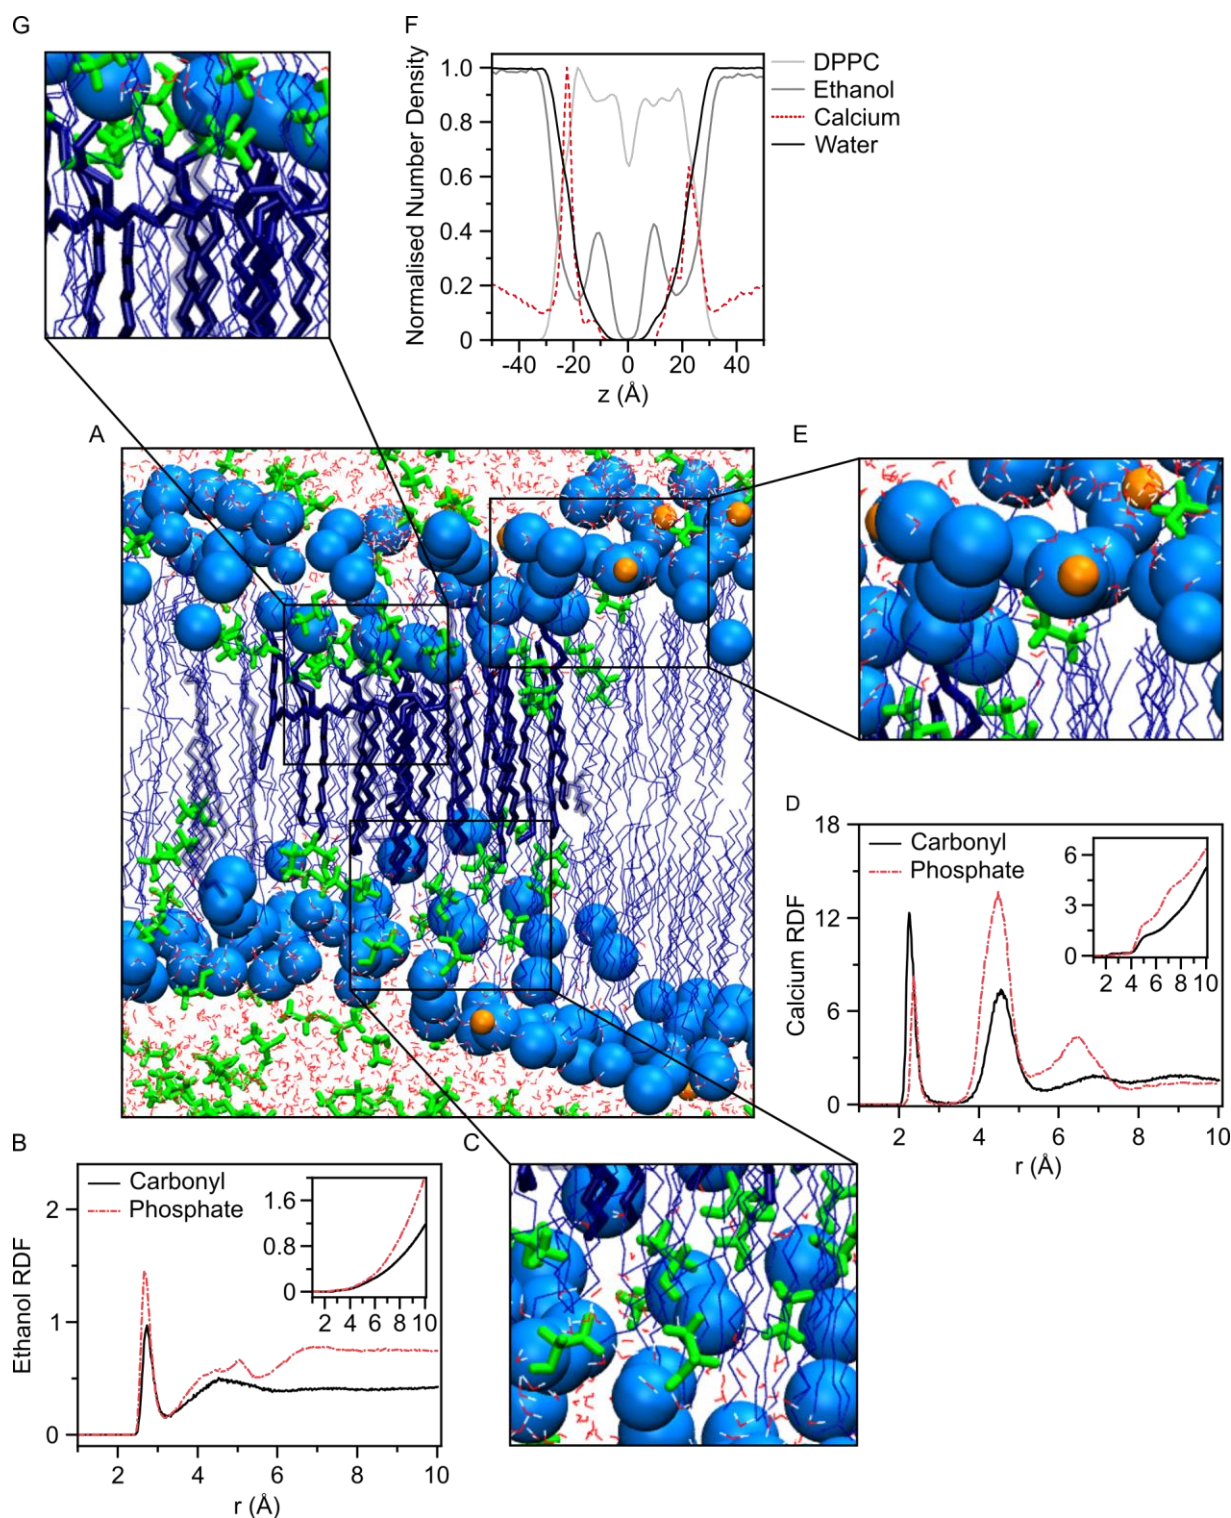 G
F
Normalised Number Density
1.0
0.8
0.6
0.4
0.2
0
-40 -20 0 20 40
z (Å)
DPPC
Ethanol
Calcium
Water
A
E
D
Calcium RDF
18
12
6
0
2 4 6 8 10
r (Å)
Carbonyl
Phosphate
6
3
0
2 4 6 8 10
B
Ethanol RDF
2
1
0
2 4 6 8 10
r (Å)
Carbonyl
Phosphate
1.6
0.8
0
2 4 6 8 10
C